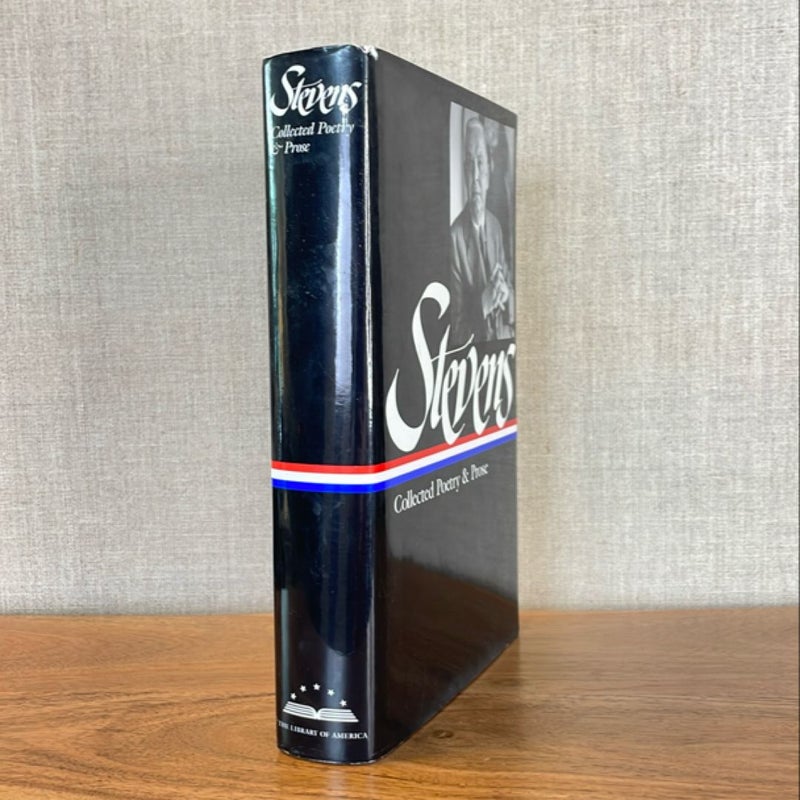 Stevens
Collected Poetry
& Prose
Stevens
Collected Poetry & Prose
THE LIBRARY OF AMERICA